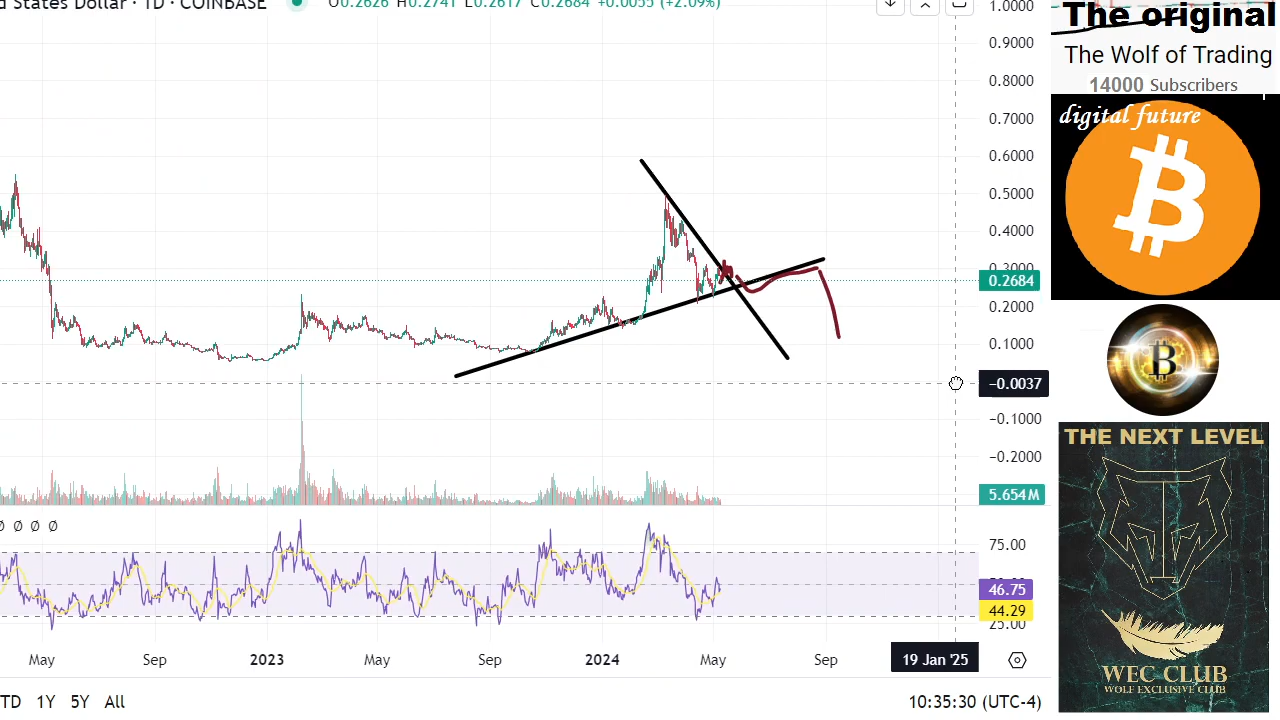 d States Dollar · 1D · COINBASE
O0.2626 H0.2741 L0.2617 C0.2684 +0.0055 (+2.09%)
1.0000
0.9000
0.8000
0.7000
0.6000
0.5000
0.4000
0.3000
0.2684
0.2000
0.1000
−0.0037
−0.1000
−0.2000
5.654M
Ø Ø Ø Ø
75.00
46.75
44.29
25.00
May
Sep
2023
May
Sep
2024
May
Sep
19 Jan '25
TD 1Y 5Y All
10:35:30 (UTC-4)
The original
The Wolf of Trading
14000 Subscribers
digital future
THE NEXT LEVEL
WEC CLUB
WOLF EXCLUSIVE CLUB